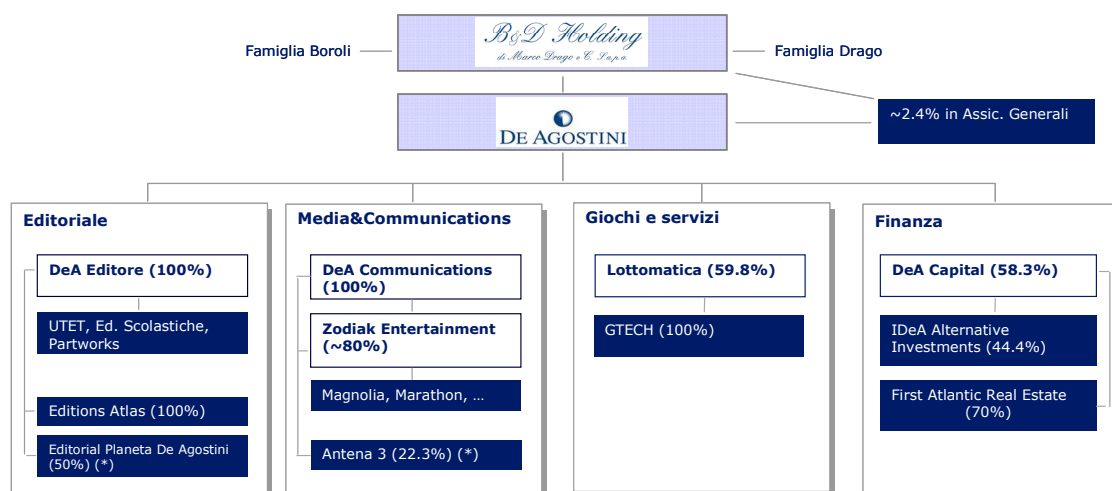 B&D Holding
di Marco Drago e C. S.a.p.a.
Famiglia Boroli
Famiglia Drago
DE AGOSTINI
~2.4% in Assic. Generali
Editoriale
DeA Editore (100%)
UTET, Ed. Scolastiche,
Partworks
Editions Atlas (100%)
Editorial Planeta De Agostini
(50%) (*)
Media&Communications
DeA Communications
(100%)
Zodiak Entertainment
(~80%)
Magnolia, Marathon, …
Antena 3 (22.3%) (*)
Giochi e servizi
Lottomatica (59.8%)
GTECH (100%)
Finanza
DeA Capital (58.3%)
IDeA Alternative
Investments (44.4%)
First Atlantic Real Estate
(70%)